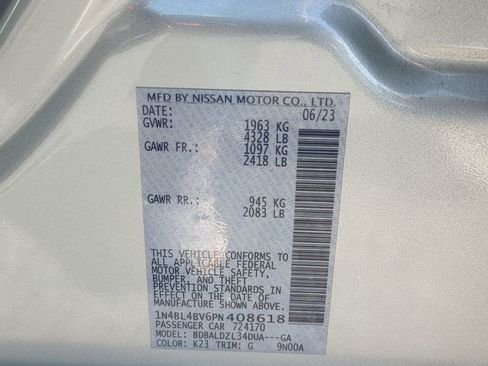 MFD BY NISSAN MOTOR CO., LTD.
DATE: 06/23
GVWR: 1963 KG
4328 LB
GAWR FR.: 1097 KG
2418 LB
GAWR RR.: 945 KG
2083 LB
THIS VEHICLE CONFORMS TO
ALL APPLICABLE FEDERAL
MOTOR VEHICLE SAFETY,
BUMPER, AND THEFT
PREVENTION STANDARDS
IN EFFECT ON THE DATE OF
MANUFACTURE SHOWN ABOVE.
1N4BL4BV6PN408618
PASSENGER CAR 724170
MODEL: BDBALDZL34DUA---GA
COLOR: K23 TRIM: G 9N00A